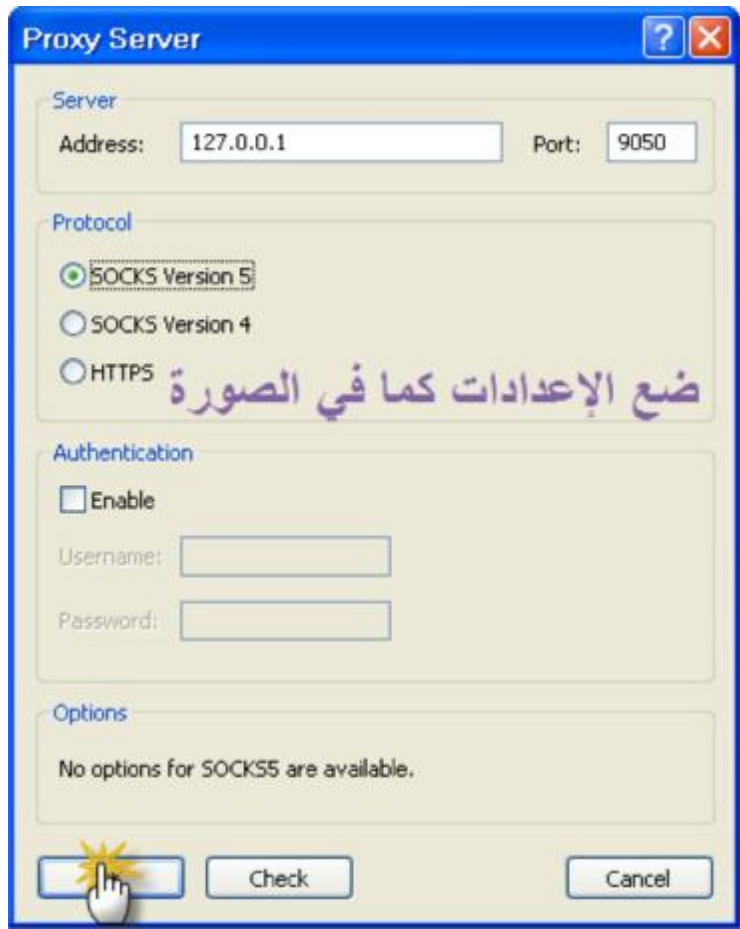 Proxy Server
Server
Address: 127.0.0.1 Port: 9050
Protocol
SOCKS Version 5
SOCKS Version 4
HTTPS
ضع الإعدادات كما في الصورة
Authentication
Enable
Username:
Password:
Options
No options for SOCKS5 are available.
Check Cancel